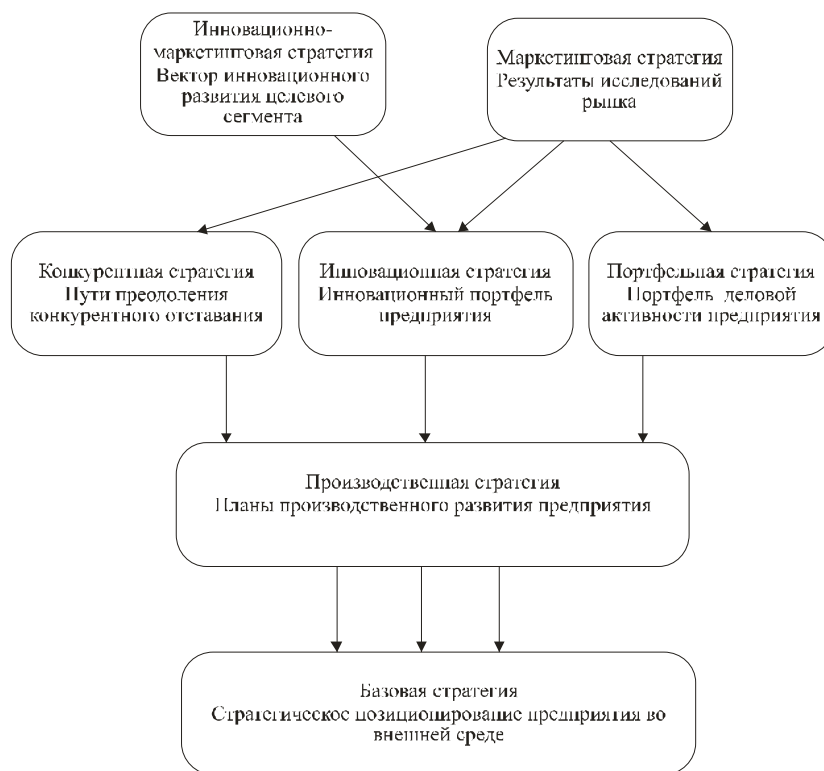 Инновационно-
маркетинговая стратегия
Вектор инновационного
развития целевого
сегмента
Маркетинговая стратегия
Результаты исследований
рынка
Конкурентная стратегия
Пути преодоления
конкурентного отставания
Инновационная стратегия
Инновационный портфель
предприятия
Портфельная стратегия
Портфель деловой
активности предприятия
Производственная стратегия
Планы производственного развития предприятия
Базовая стратегия
Стратегическое позиционирование предприятия во
внешней среде